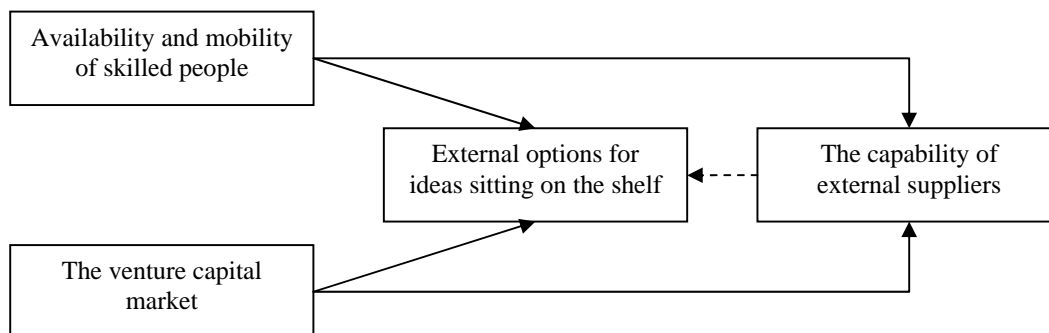 Availability and mobility
of skilled people
External options for
ideas sitting on the shelf
The capability of
external suppliers
The venture capital
market